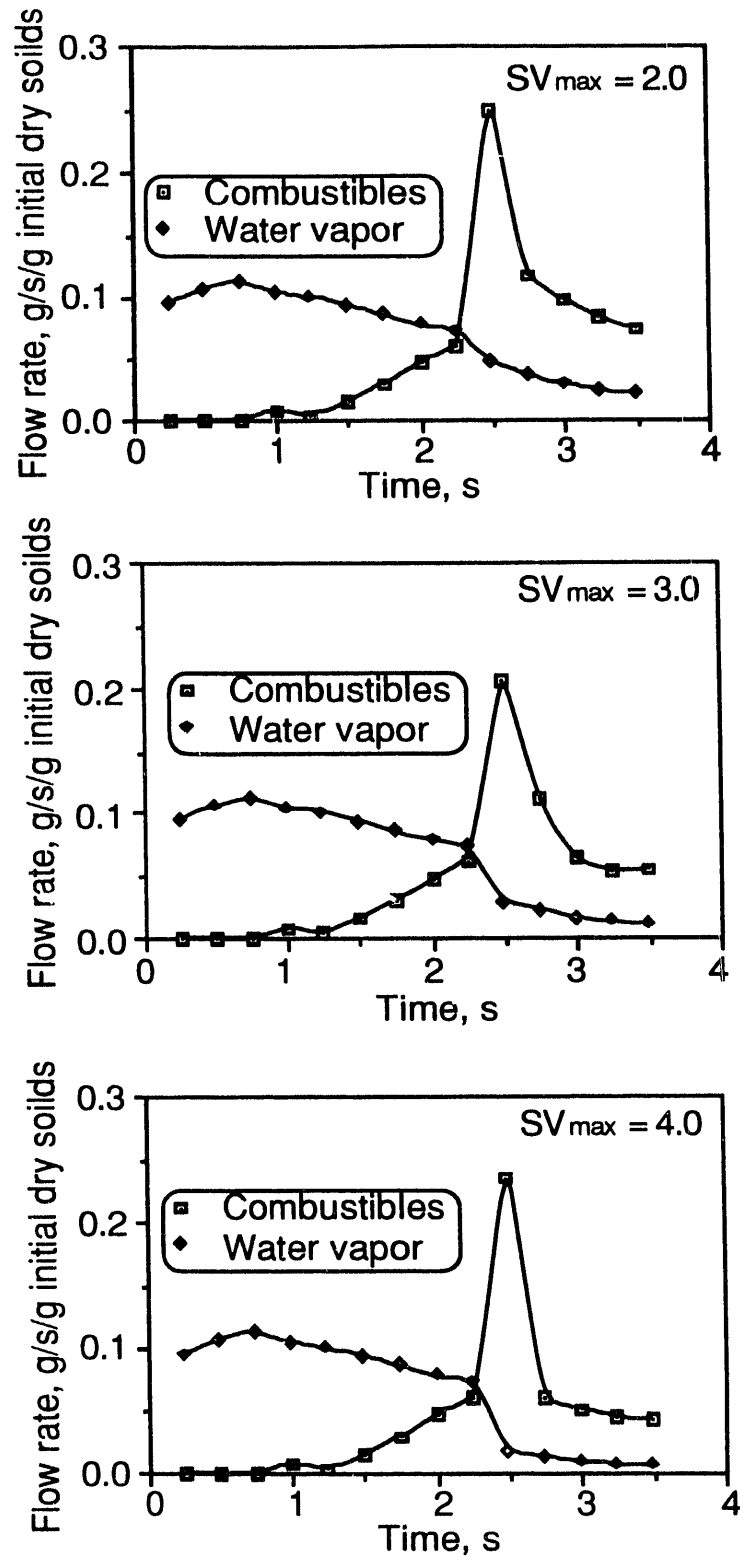 Flow rate, g/s/g initial dry soilds
0.3
SVmax = 2.0
0.2
Combustibles
Water vapor
0.1
0.0
0 1 2 3 4
Time, s
Flow rate, g/s/g initial dry soilds
0.3
SVmax = 3.0
0.2
Combustibles
Water vapor
0.1
0.0
0 1 2 3 4
Time, s
Flow rate, g/s/g initial dry soilds
0.3
SVmax = 4.0
0.2
Combustibles
Water vapor
0.1
0.0
0 1 2 3 4
Time, s